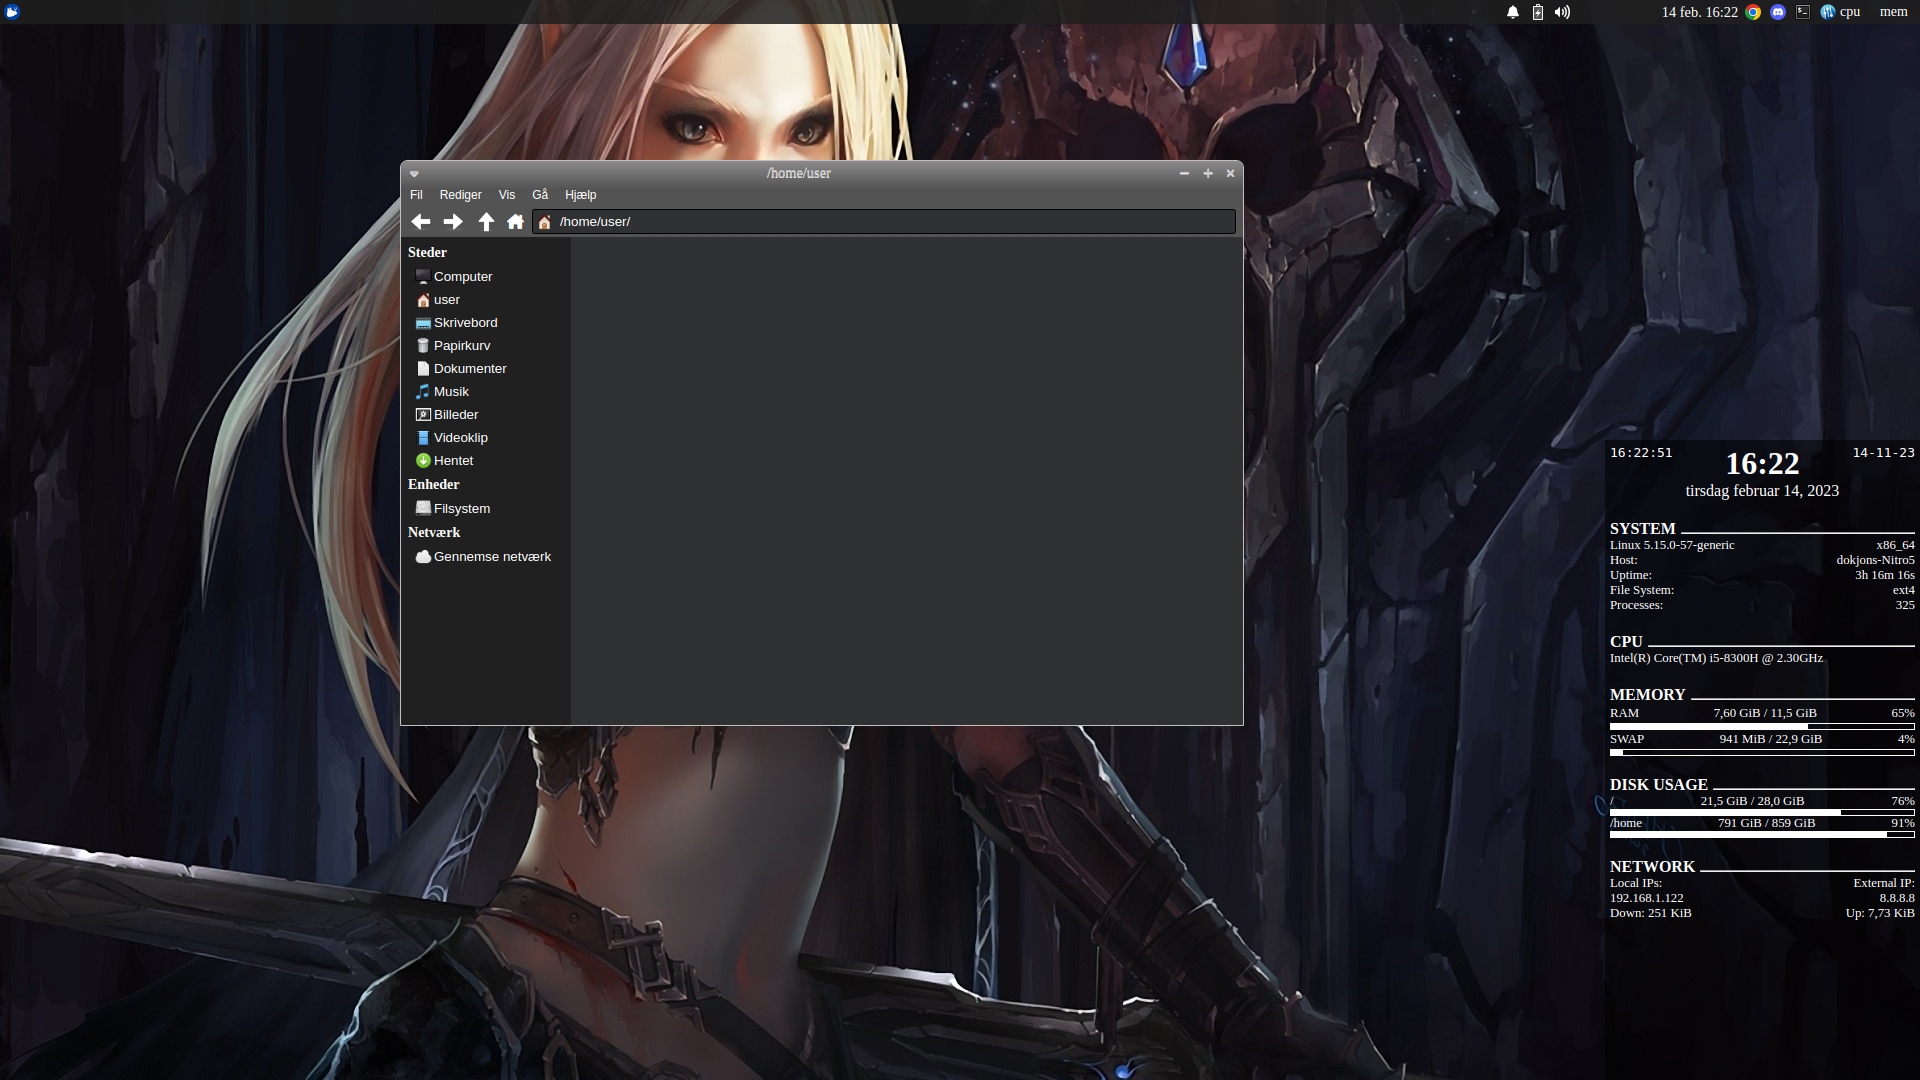 14 feb. 16:22 cpu mem
/home/user
Fil Rediger Vis Gå Hjælp
/home/user/
Steder
Computer
user
Skrivebord
Papirkurv
Dokumenter
Musik
Billeder
Videoklip
Hentet
Enheder
Filsystem
Netværk
Gennemse netværk
16:22:51 16:22 14-11-23
tirsdag februar 14, 2023
SYSTEM
Linux 5.15.0-57-generic x86_64
Host: dokjons-Nitro5
Uptime: 3h 16m 16s
File System: ext4
Processes: 325
CPU
Intel(R) Core(TM) i5-8300H @ 2.30GHz
MEMORY
RAM 7,60 GiB / 11,5 GiB 65%
SWAP 941 MiB / 22,9 GiB 4%
DISK USAGE
/ 21,5 GiB / 28,0 GiB 76%
/home 791 GiB / 859 GiB 91%
NETWORK
Local IPs: External IP:
192.168.1.122 8.8.8.8
Down: 251 KiB Up: 7,73 KiB